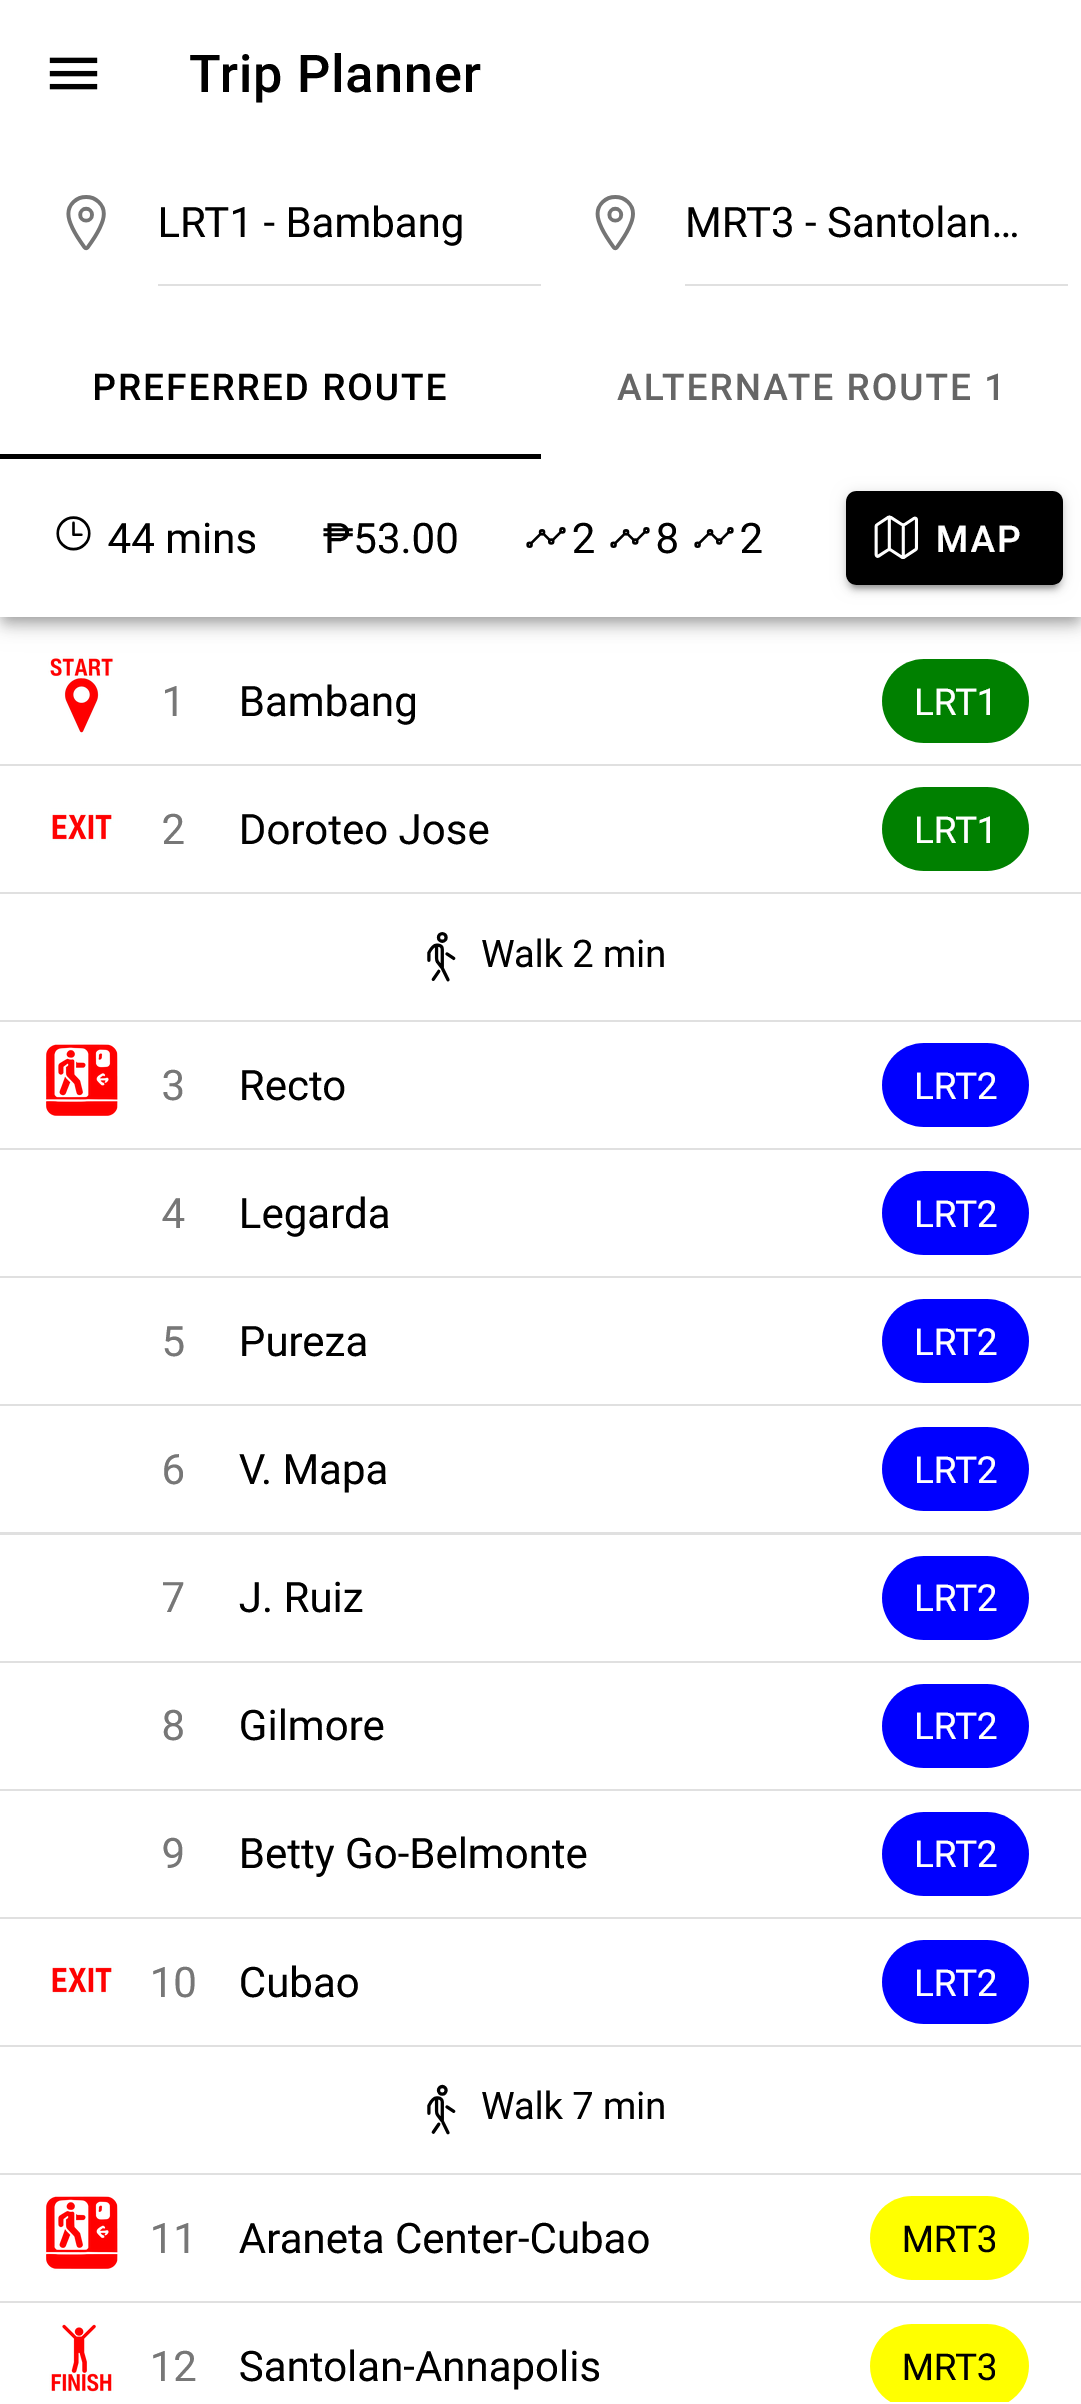 Trip Planner
LRT1 - Bambang
MRT3 - Santolan...
PREFERRED ROUTE
ALTERNATE ROUTE 1
44 mins ₱53.00 2 8 2 MAP
START
1 Bambang LRT1
EXIT 2 Doroteo Jose LRT1
Walk 2 min
3 Recto LRT2
4 Legarda LRT2
5 Pureza LRT2
6 V. Mapa LRT2
7 J. Ruiz LRT2
8 Gilmore LRT2
9 Betty Go-Belmonte LRT2
EXIT 10 Cubao LRT2
Walk 7 min
11 Araneta Center-Cubao MRT3
12 Santolan-Annapolis MRT3
FINISH